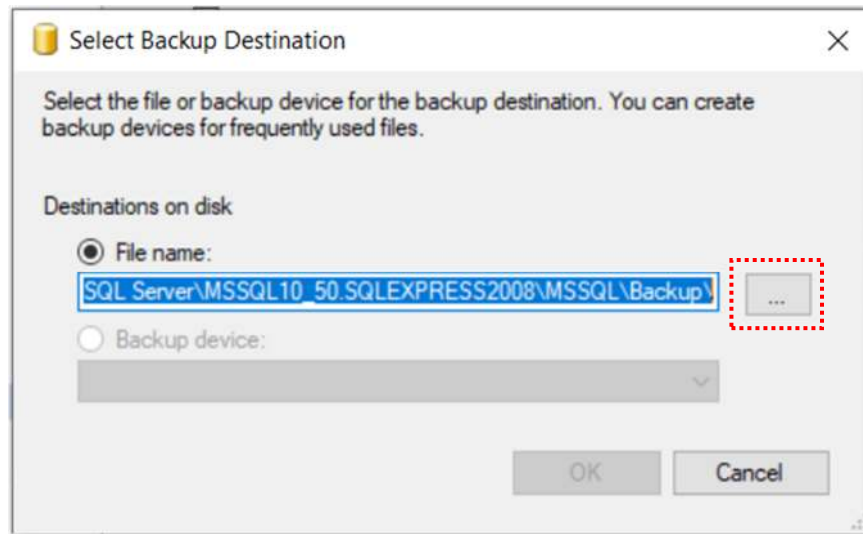 Select Backup Destination
Select the file or backup device for the backup destination. You can create
backup devices for frequently used files.
Destinations on disk
File name:
SQL Server\MSSQL10_50.SQLEXPRESS2008\MSSQL\Backup\
...
Backup device:
OK
Cancel